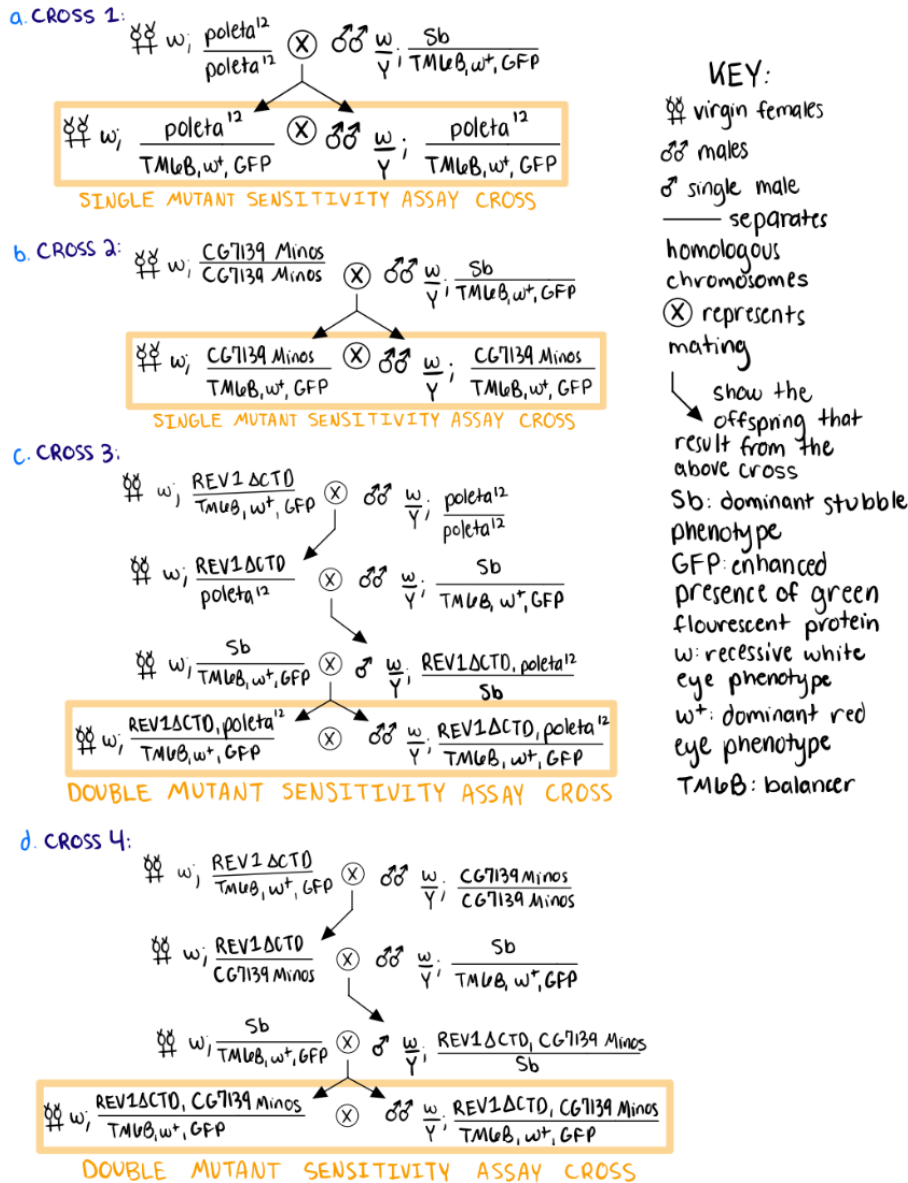 a. CROSS 1:
w; poleta¹² / poleta¹² ⊗ ♂♂ w / Y ; Sb / TM6B, w⁺, GFP
w; poleta¹² / TM6B, w⁺, GFP ⊗ ♂♂ w / Y ; poleta¹² / TM6B, w⁺, GFP
SINGLE MUTANT SENSITIVITY ASSAY CROSS
b. CROSS 2:
w; CG7139 Minos / CG7139 Minos ⊗ ♂♂ w / Y ; Sb / TM6B, w⁺, GFP
w; CG7139 Minos / TM6B, w⁺, GFP ⊗ ♂♂ w / Y ; CG7139 Minos / TM6B, w⁺, GFP
SINGLE MUTANT SENSITIVITY ASSAY CROSS
c. CROSS 3:
w; REV1ΔCTD / TM6B, w⁺, GFP ⊗ ♂♂ w / Y ; poleta¹² / poleta¹²
w; REV1ΔCTD / poleta¹² ⊗ ♂♂ w / Y ; Sb / TM6B, w⁺, GFP
w; Sb / TM6B, w⁺, GFP ⊗ ♂ w / Y ; REV1ΔCTD, poleta¹² / Sb
w; REV1ΔCTD, poleta¹² / TM6B, w⁺, GFP ⊗ ♂♂ w / Y ; REV1ΔCTD, poleta¹² / TM6B, w⁺, GFP
DOUBLE MUTANT SENSITIVITY ASSAY CROSS
d. CROSS 4:
w; REV1ΔCTD / TM6B, w⁺, GFP ⊗ ♂♂ w / Y ; CG7139 Minos / CG7139 Minos
w; REV1ΔCTD / CG7139 Minos ⊗ ♂♂ w / Y ; Sb / TM6B, w⁺, GFP
w; Sb / TM6B, w⁺, GFP ⊗ ♂ w / Y ; REV1ΔCTD, CG7139 Minos / Sb
w; REV1ΔCTD, CG7139 Minos / TM6B, w⁺, GFP ⊗ ♂♂ w / Y ; REV1ΔCTD, CG7139 Minos / TM6B, w⁺, GFP
DOUBLE MUTANT SENSITIVITY ASSAY CROSS
KEY:
virgin females
♂♂ males
♂ single male
—— separates
homologous
chromosomes
⊗ represents
mating
show the
offspring that
result from the
above cross
Sb: dominant stubble
phenotype
GFP: enhanced
presence of green
flourescent protein
w: recessive white
eye phenotype
w⁺: dominant red
eye phenotype
TM6B: balancer